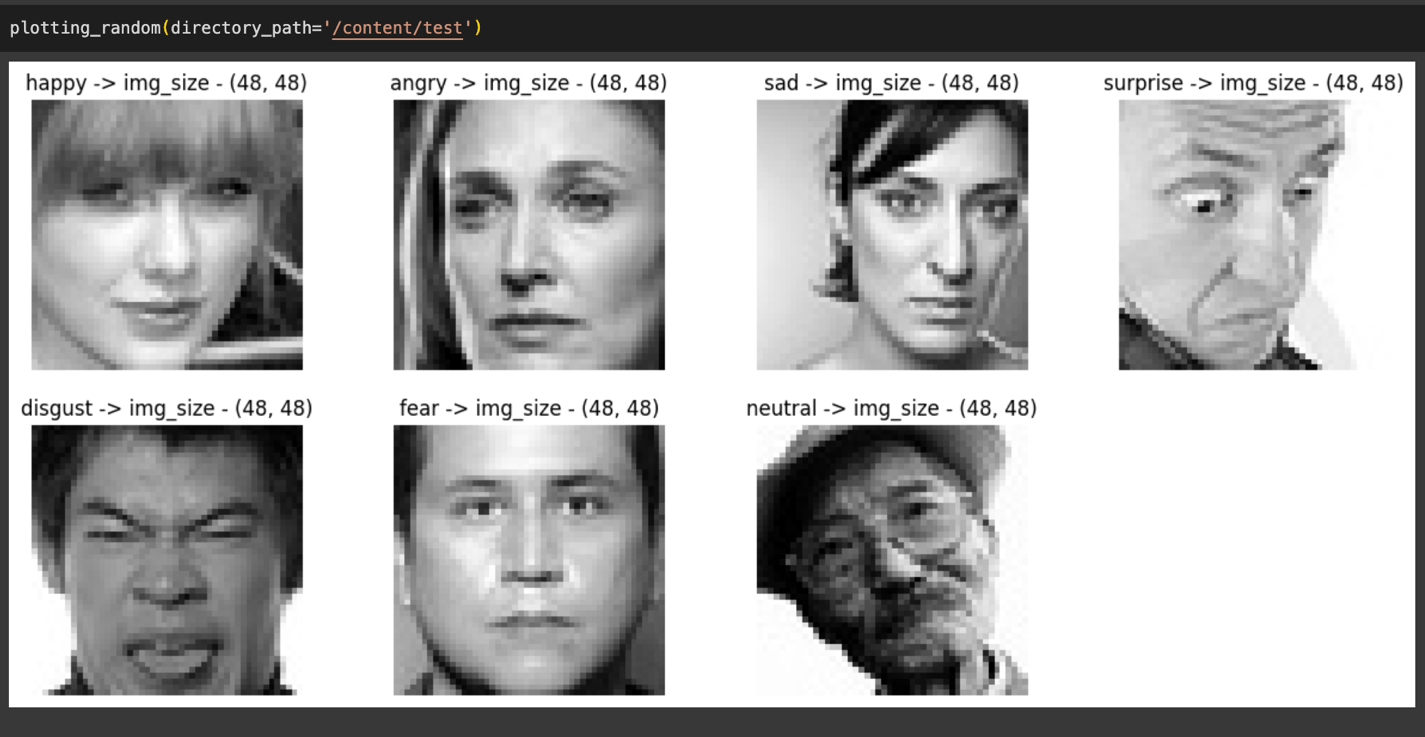 plotting_random(directory_path='/content/test')
happy -> img_size - (48, 48)
angry -> img_size - (48, 48)
sad -> img_size - (48, 48)
surprise -> img_size - (48, 48)
disgust -> img_size - (48, 48)
fear -> img_size - (48, 48)
neutral -> img_size - (48, 48)